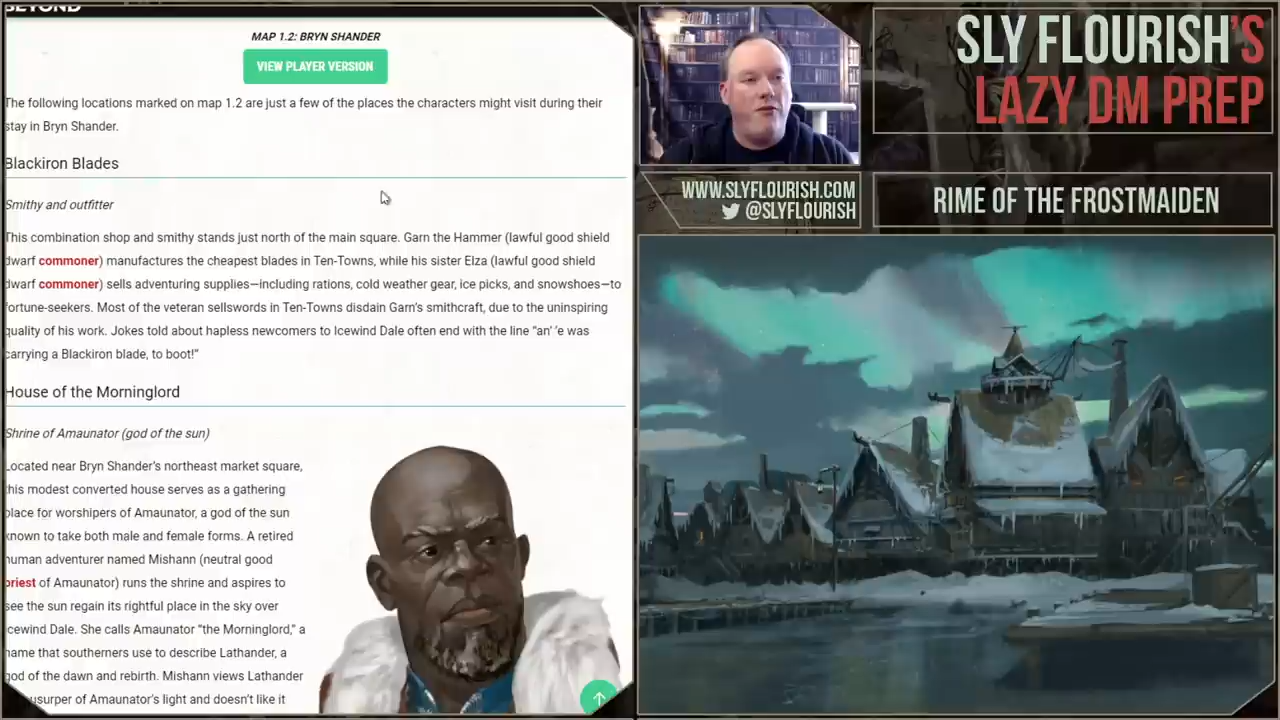 BEYOND
MAP 1.2: BRYN SHANDER
VIEW PLAYER VERSION
The following locations marked on map 1.2 are just a few of the places the characters might visit during their
stay in Bryn Shander.
Blackiron Blades
Smithy and outfitter
This combination shop and smithy stands just north of the main square. Garn the Hammer (lawful good shield
dwarf commoner) manufactures the cheapest blades in Ten-Towns, while his sister Elza (lawful good shield
dwarf commoner) sells adventuring supplies—including rations, cold weather gear, ice picks, and snowshoes—to
fortune-seekers. Most of the veteran sellswords in Ten-Towns disdain Garn's smithcraft, due to the uninspiring
quality of his work. Jokes told about hapless newcomers to Icewind Dale often end with the line "an' 'e was
carrying a Blackiron blade, to boot!"
House of the Morninglord
Shrine of Amaunator (god of the sun)
Located near Bryn Shander's northeast market square,
this modest converted house serves as a gathering
place for worshipers of Amaunator, a god of the sun
known to take both male and female forms. A retired
human adventurer named Mishann (neutral good
priest of Amaunator) runs the shrine and aspires to
see the sun regain its rightful place in the sky over
Icewind Dale. She calls Amaunator "the Morninglord," a
name that southerners use to describe Lathander, a
god of the dawn and rebirth. Mishann views Lathander
usurper of Amaunator's light and doesn't like it
SLY FLOURISH'S
LAZY DM PREP
WWW.SLYFLOURISH.COM
@SLYFLOURISH
RIME OF THE FROSTMAIDEN